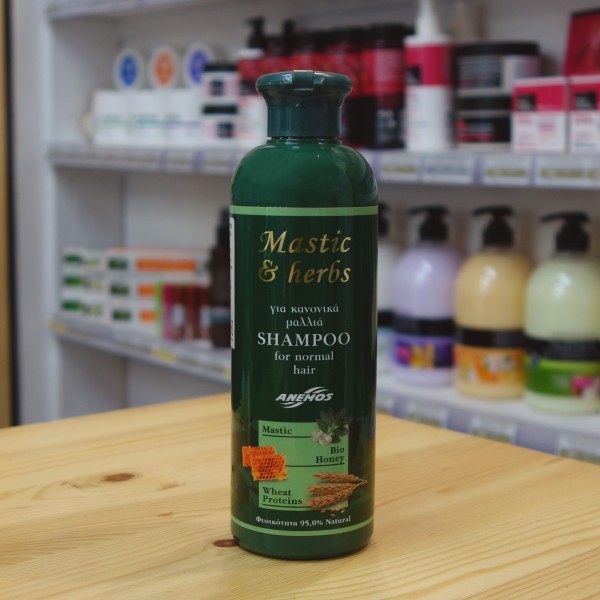 Mastic
& herbs
για κανονικά
μαλλιά
SHAMPOO
for normal
hair
ANEMOS
Mastic
Bio
Honey
Wheat
Proteins
Φυσικότητα 95,0% Natural